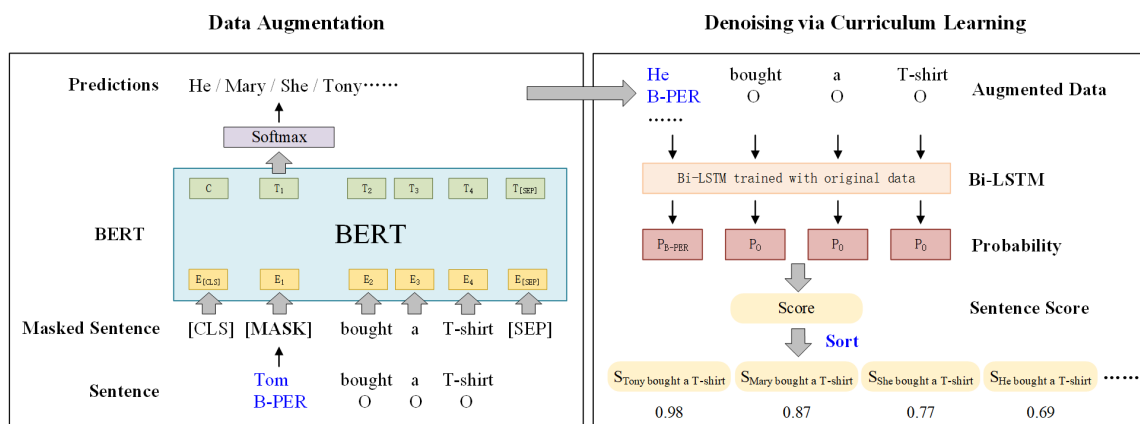 Data Augmentation
Predictions
He / Mary / She / Tony······
Softmax
C T1 T2 T3 T4 T[SEP]
BERT
BERT
E[CLS] E1 E2 E3 E4 E[SEP]
Masked Sentence [CLS] [MASK] bought a T-shirt [SEP]
Sentence
Tom bought a T-shirt
B-PER O O O
Denoising via Curriculum Learning
He bought a T-shirt
B-PER O O O
······
Augmented Data
Bi-LSTM trained with original data
Bi-LSTM
PB-PER PO PO PO
Probability
Score
Sentence Score
Sort
STony bought a T-shirt SMary bought a T-shirt SShe bought a T-shirt SHe bought a T-shirt ······
0.98 0.87 0.77 0.69